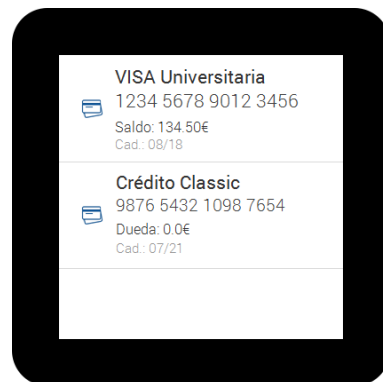 VISA Universitaria
1234 5678 9012 3456
Saldo: 134.50€
Cad.: 08/18
Crédito Classic
9876 5432 1098 7654
Dueda: 0.0€
Cad.: 07/21